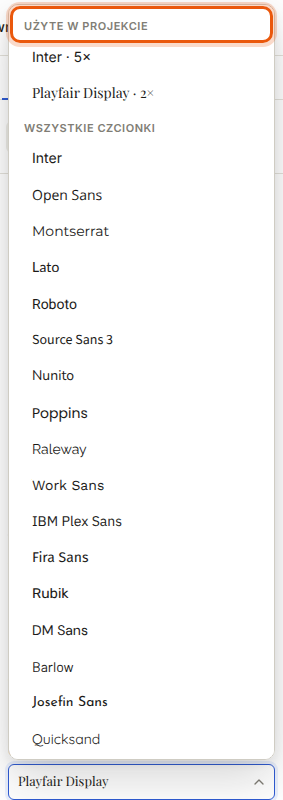 UŻYTE W PROJEKCIE
Inter · 5×
Playfair Display · 2×
WSZYSTKIE CZCIONKI
Inter
Open Sans
Montserrat
Lato
Roboto
Source Sans 3
Nunito
Poppins
Raleway
Work Sans
IBM Plex Sans
Fira Sans
Rubik
DM Sans
Barlow
Josefin Sans
Quicksand
Playfair Display